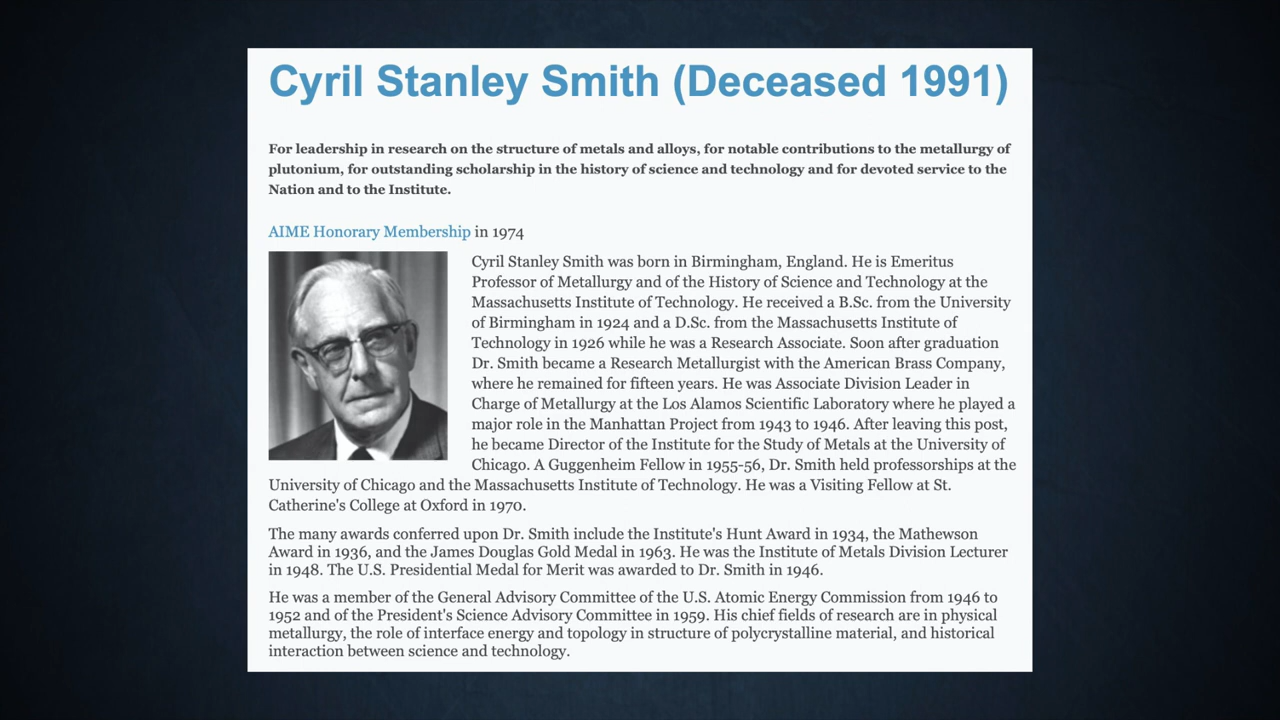 Cyril Stanley Smith (Deceased 1991)
For leadership in research on the structure of metals and alloys, for notable contributions to the metallurgy of
plutonium, for outstanding scholarship in the history of science and technology and for devoted service to the
Nation and to the Institute.
AIME Honorary Membership in 1974
Cyril Stanley Smith was born in Birmingham, England. He is Emeritus
Professor of Metallurgy and of the History of Science and Technology at the
Massachusetts Institute of Technology. He received a B.Sc. from the University
of Birmingham in 1924 and a D.Sc. from the Massachusetts Institute of
Technology in 1926 while he was a Research Associate. Soon after graduation
Dr. Smith became a Research Metallurgist with the American Brass Company,
where he remained for fifteen years. He was Associate Division Leader in
Charge of Metallurgy at the Los Alamos Scientific Laboratory where he played a
major role in the Manhattan Project from 1943 to 1946. After leaving this post,
he became Director of the Institute for the Study of Metals at the University of
Chicago. A Guggenheim Fellow in 1955-56, Dr. Smith held professorships at the
University of Chicago and the Massachusetts Institute of Technology. He was a Visiting Fellow at St.
Catherine's College at Oxford in 1970.
The many awards conferred upon Dr. Smith include the Institute's Hunt Award in 1934, the Mathewson
Award in 1936, and the James Douglas Gold Medal in 1963. He was the Institute of Metals Division Lecturer
in 1948. The U.S. Presidential Medal for Merit was awarded to Dr. Smith in 1946.
He was a member of the General Advisory Committee of the U.S. Atomic Energy Commission from 1946 to
1952 and of the President's Science Advisory Committee in 1959. His chief fields of research are in physical
metallurgy, the role of interface energy and topology in structure of polycrystalline material, and historical
interaction between science and technology.